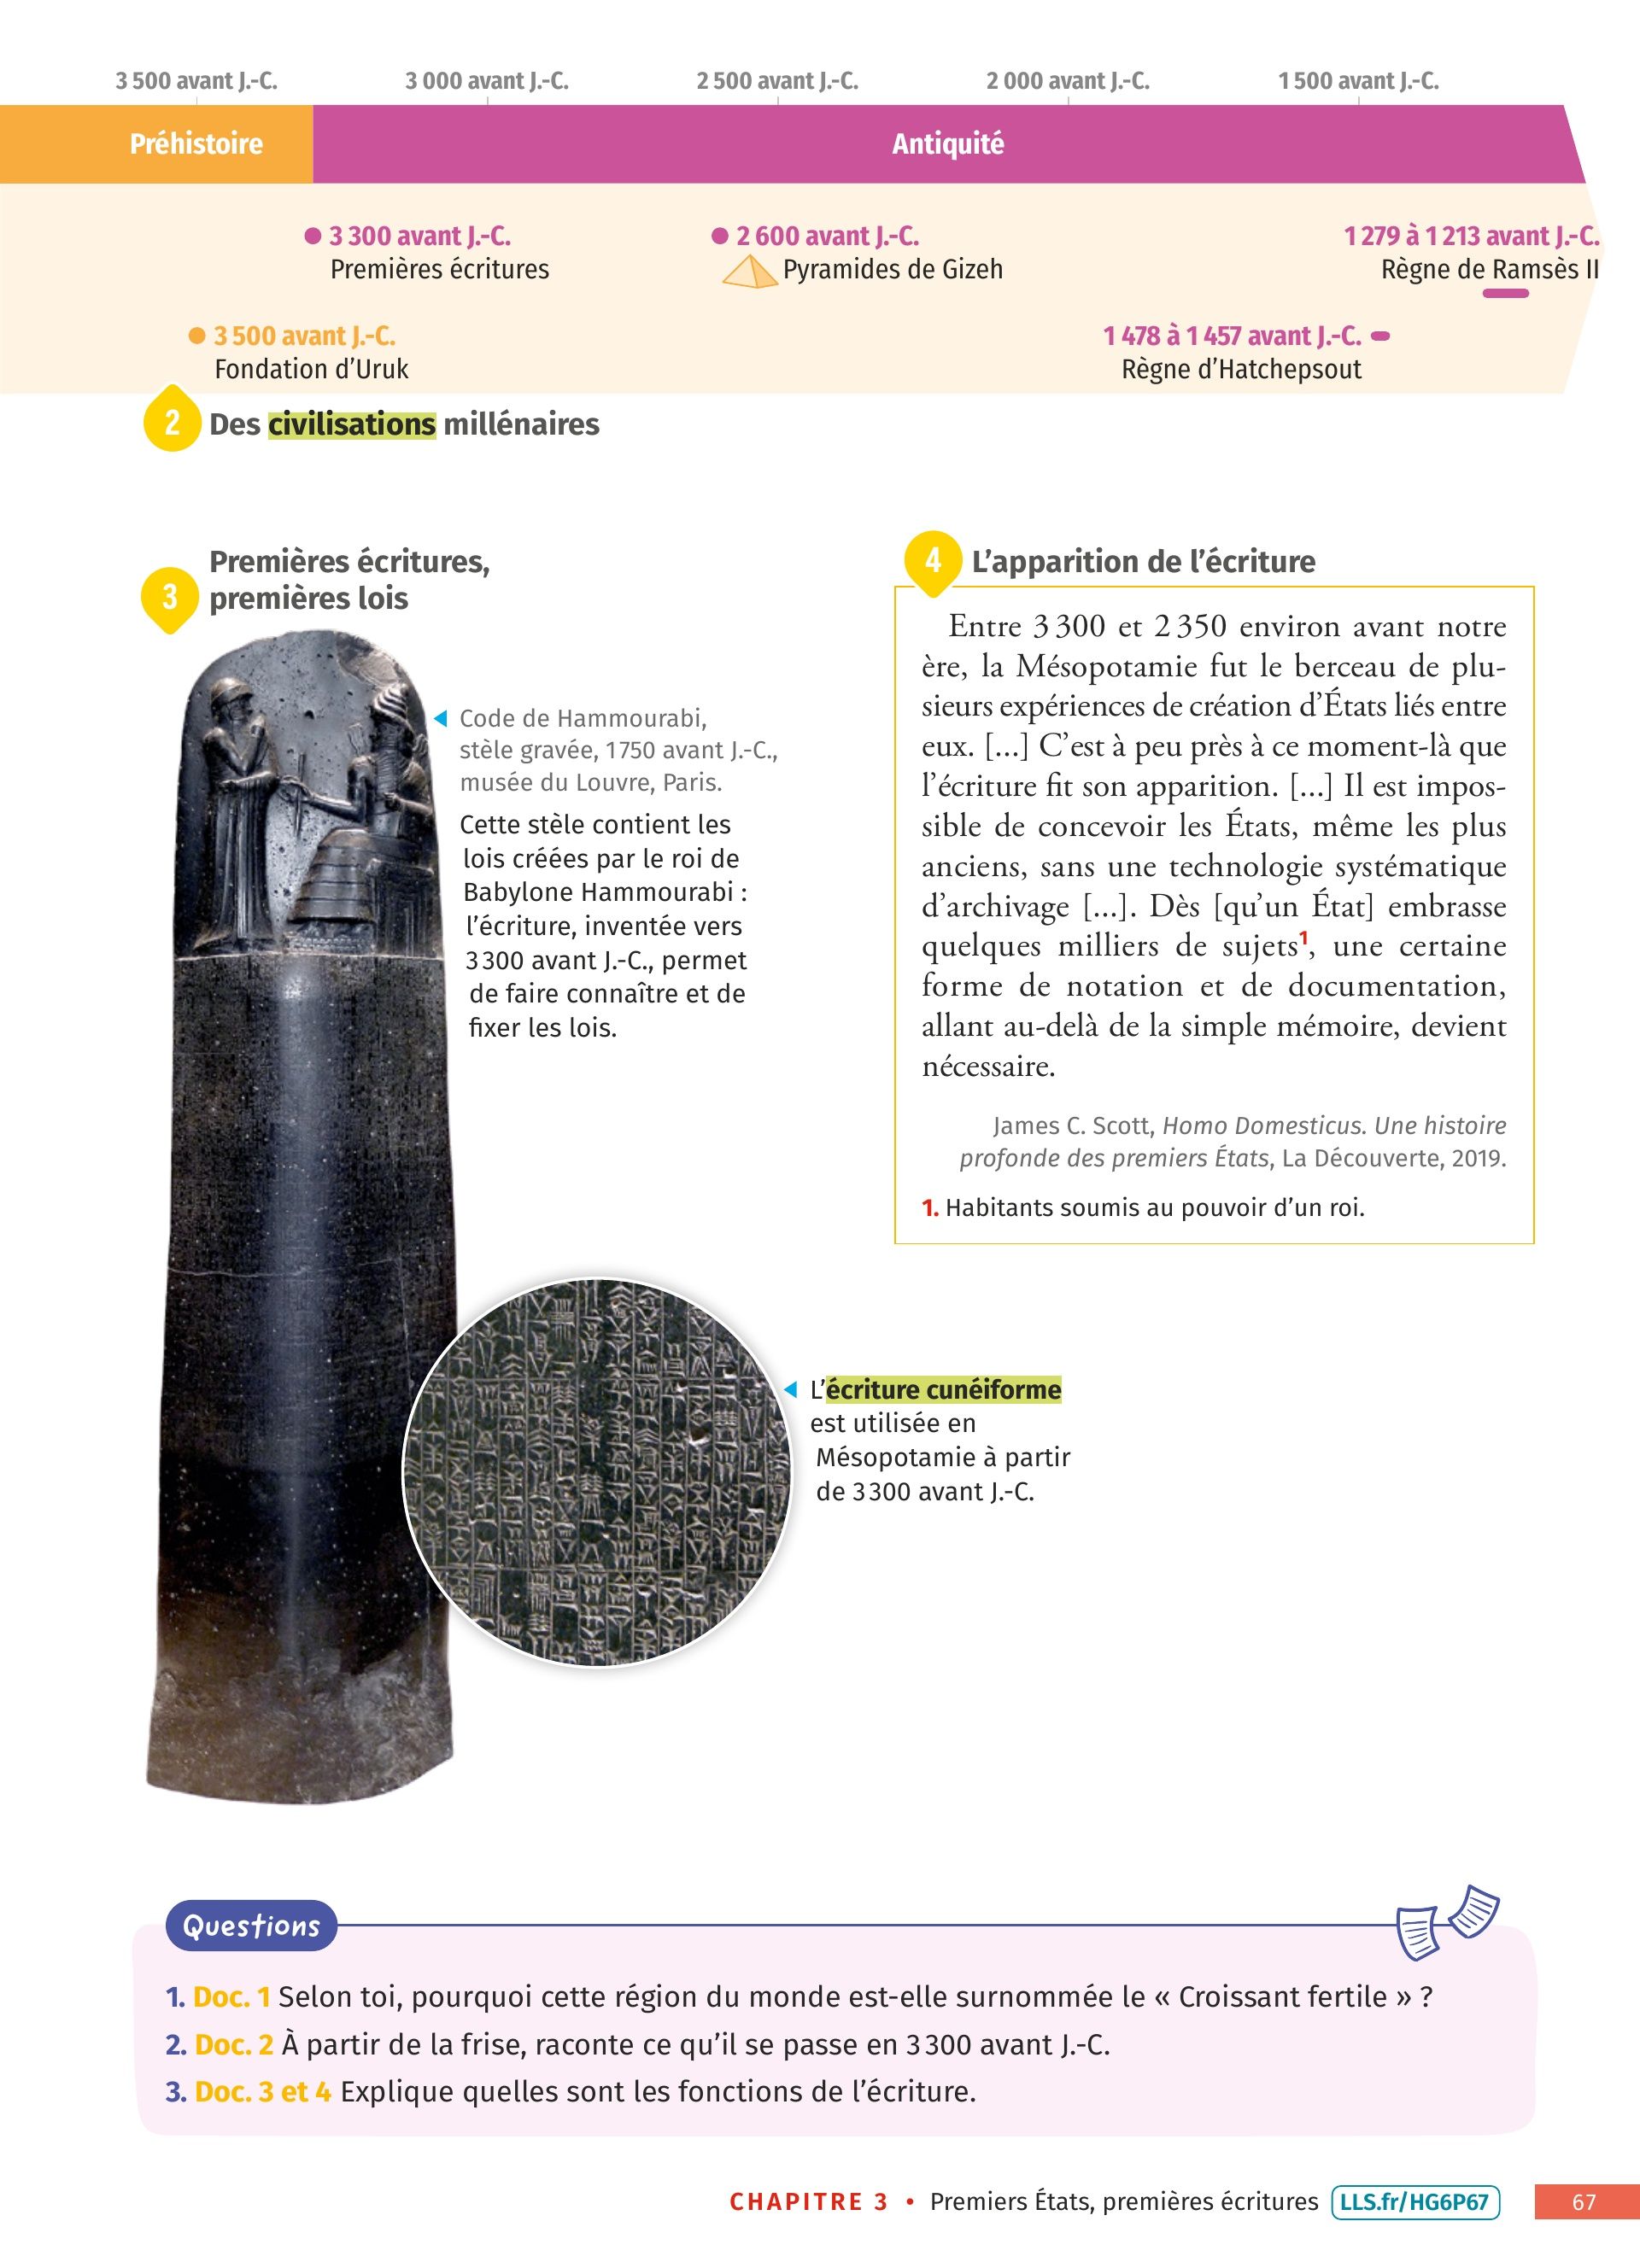 3 500 avant J.-C. 3 000 avant J.-C. 2 500 avant J.-C. 2 000 avant J.-C. 1 500 avant J.-C.
Préhistoire Antiquité
3 300 avant J.-C.
Premières écritures
2 600 avant J.-C.
Pyramides de Gizeh
1 279 à 1 213 avant J.-C.
Règne de Ramsès II
3 500 avant J.-C.
Fondation d’Uruk
1 478 à 1 457 avant J.-C.
Règne d’Hatchepsout
2 Des civilisations millénaires
3 Premières écritures,
premières lois
Code de Hammourabi,
stèle gravée, 1750 avant J.-C.,
musée du Louvre, Paris.
Cette stèle contient les
lois créées par le roi de
Babylone Hammourabi :
l’écriture, inventée vers
3 300 avant J.-C., permet
de faire connaître et de
fixer les lois.
L’écriture cunéiforme
est utilisée en
Mésopotamie à partir
de 3 300 avant J.-C.
4 L’apparition de l’écriture
Entre 3 300 et 2 350 environ avant notre
ère, la Mésopotamie fut le berceau de plu-
sieurs expériences de création d’États liés entre
eux. [...] C’est à peu près à ce moment-là que
l’écriture fit son apparition. [...] Il est impos-
sible de concevoir les États, même les plus
anciens, sans une technologie systématique
d’archivage [...]. Dès [qu’un État] embrasse
quelques milliers de sujets1, une certaine
forme de notation et de documentation,
allant au-delà de la simple mémoire, devient
nécessaire.
James C. Scott, Homo Domesticus. Une histoire
profonde des premiers États, La Découverte, 2019.
1. Habitants soumis au pouvoir d’un roi.
Questions
1. Doc. 1 Selon toi, pourquoi cette région du monde est-elle surnommée le « Croissant fertile » ?
2. Doc. 2 À partir de la frise, raconte ce qu’il se passe en 3 300 avant J.-C.
3. Doc. 3 et 4 Explique quelles sont les fonctions de l’écriture.
CHAPITRE 3 • Premiers États, premières écritures LLS.fr/HG6P67 67